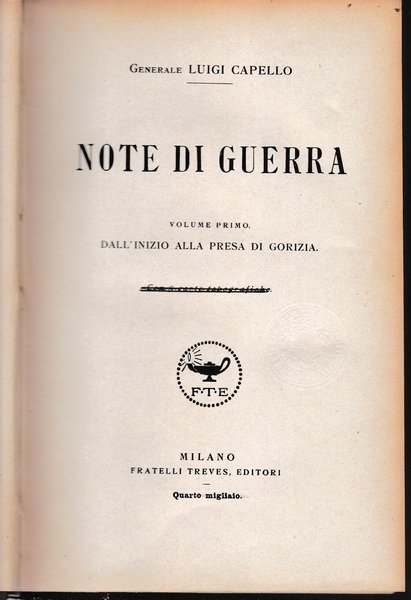 GENERALE LUIGI CAPELLO
NOTE DI GUERRA
VOLUME PRIMO.
DALL'INIZIO ALLA PRESA DI GORIZIA.
F·T·E
MILANO
FRATELLI TREVES, EDITORI
Quarto migliaio.